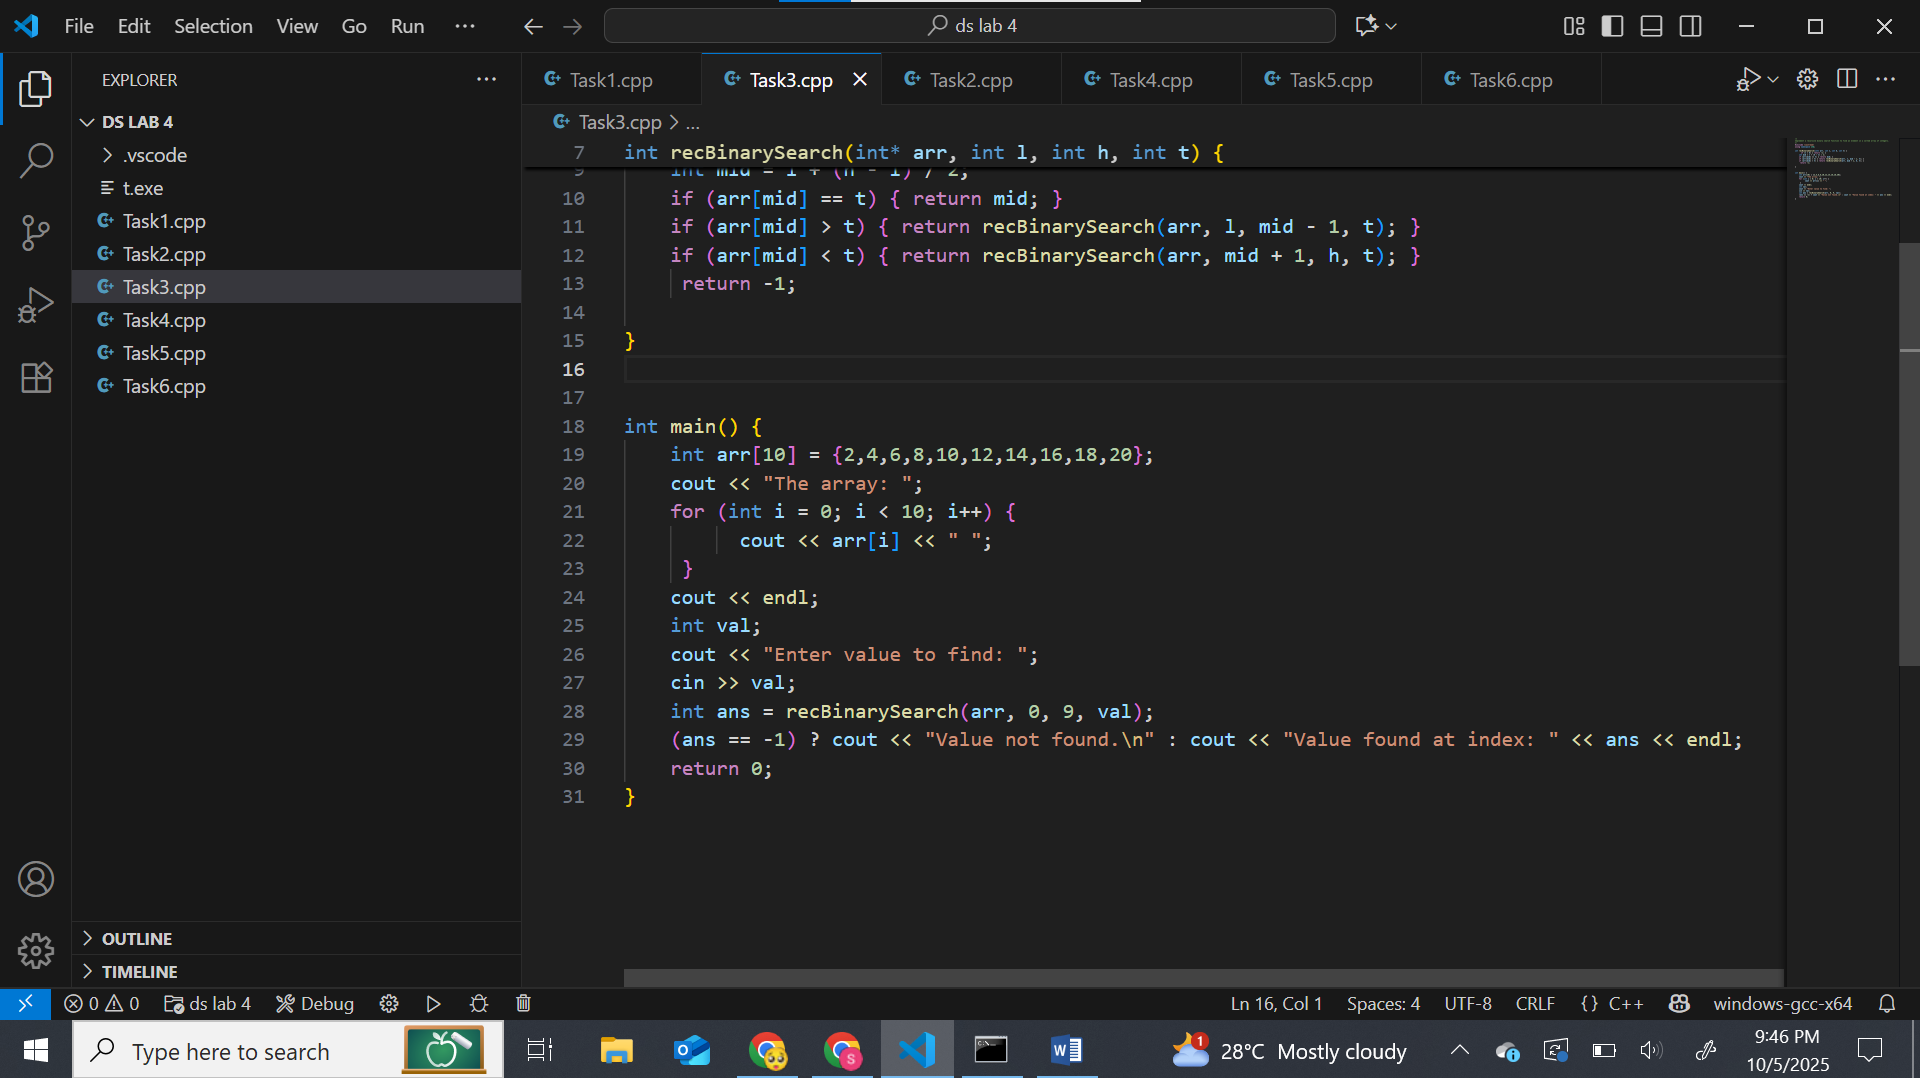 File Edit Selection View Go Run ··· ds lab 4
EXPLORER ···
DS LAB 4
.vscode
t.exe
Task1.cpp
Task2.cpp
Task3.cpp
Task4.cpp
Task5.cpp
Task6.cpp
OUTLINE
TIMELINE
Task1.cpp Task3.cpp Task2.cpp Task4.cpp Task5.cpp Task6.cpp
Task3.cpp > ...
7 int recBinarySearch(int* arr, int l, int h, int t) {
9 int mid = l + (h - l) / 2;
10 if (arr[mid] == t) { return mid; }
11 if (arr[mid] > t) { return recBinarySearch(arr, l, mid - 1, t); }
12 if (arr[mid] < t) { return recBinarySearch(arr, mid + 1, h, t); }
13 return -1;
14
15 }
16
17
18 int main() {
19 int arr[10] = {2,4,6,8,10,12,14,16,18,20};
20 cout << "The array: ";
21 for (int i = 0; i < 10; i++) {
22 cout << arr[i] << " ";
23 }
24 cout << endl;
25 int val;
26 cout << "Enter value to find: ";
27 cin >> val;
28 int ans = recBinarySearch(arr, 0, 9, val);
29 (ans == -1) ? cout << "Value not found.\n" : cout << "Value found at index: " << ans << endl;
30 return 0;
31 }
0 0 ds lab 4 Debug Ln 16, Col 1 Spaces: 4 UTF-8 CRLF {} C++ windows-gcc-x64
Type here to search 1 28°C Mostly cloudy 9:46 PM
10/5/2025